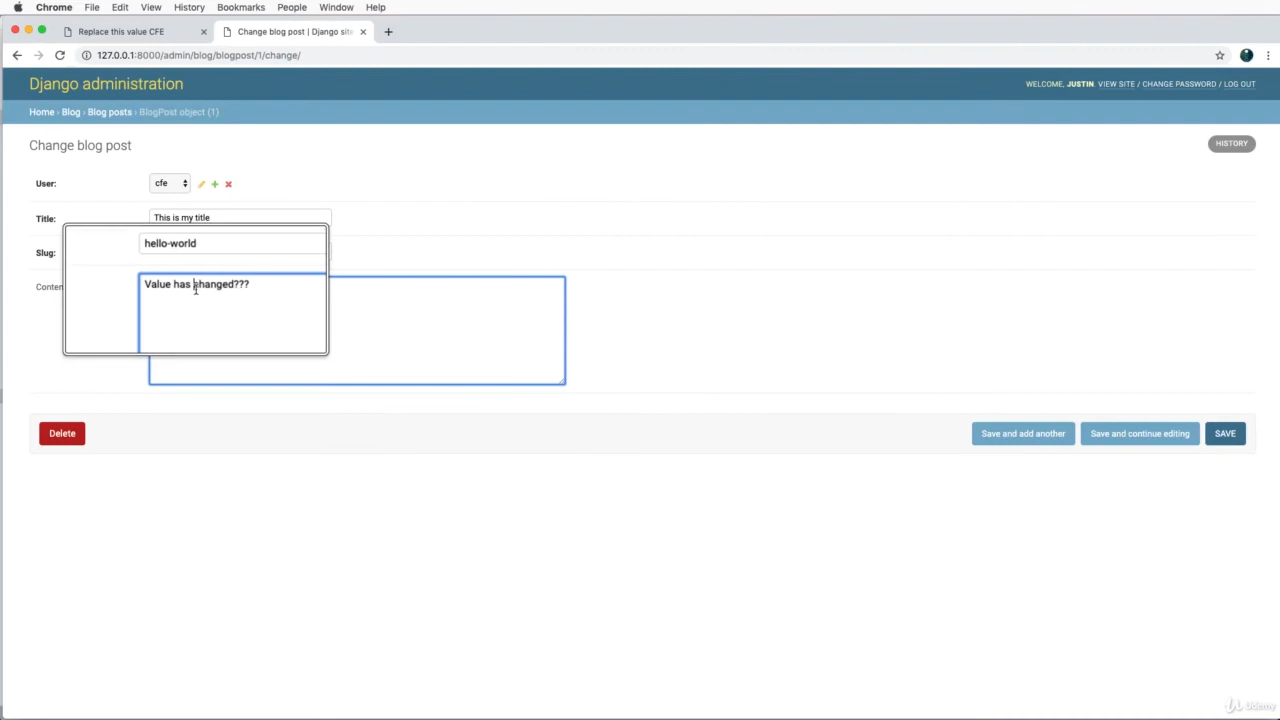 Chrome File Edit View History Bookmarks People Window Help
Replace this value CFE Change blog post | Django site
127.0.0.1:8000/admin/blog/blogpost/1/change/
Django administration
WELCOME, JUSTIN. VIEW SITE / CHANGE PASSWORD / LOG OUT
Home › Blog › Blog posts › BlogPost object (1)
Change blog post
HISTORY
User: cfe
Title: This is my title
Slug: hello-world
Conten
Value has changed???
Delete
Save and add another Save and continue editing SAVE
Udemy